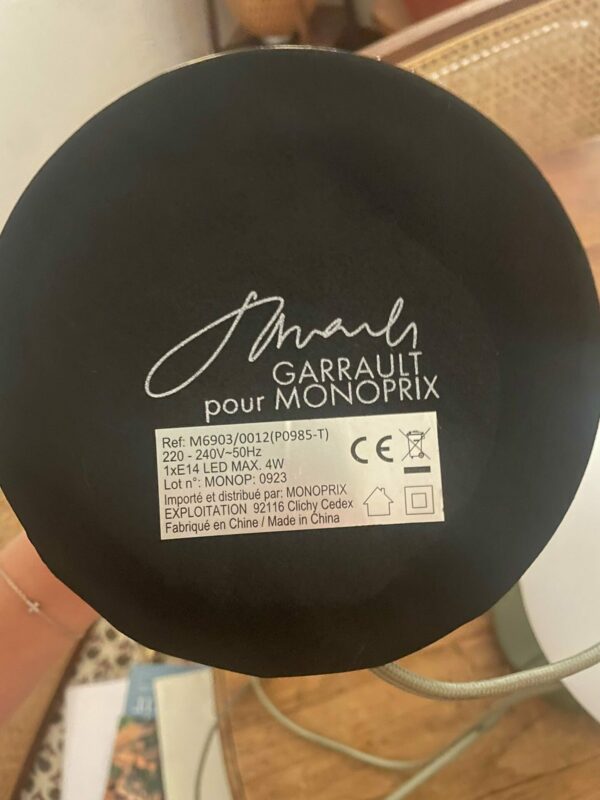 GARRAULT
pour MONOPRIX
Ref: M6903/0012(P0985-T)
220 - 240V~50Hz
1xE14 LED MAX. 4W
Lot n°: MONOP: 0923
Importé et distribué par: MONOPRIX
EXPLOITATION 92116 Clichy Cedex
Fabriqué en Chine / Made in China
CE